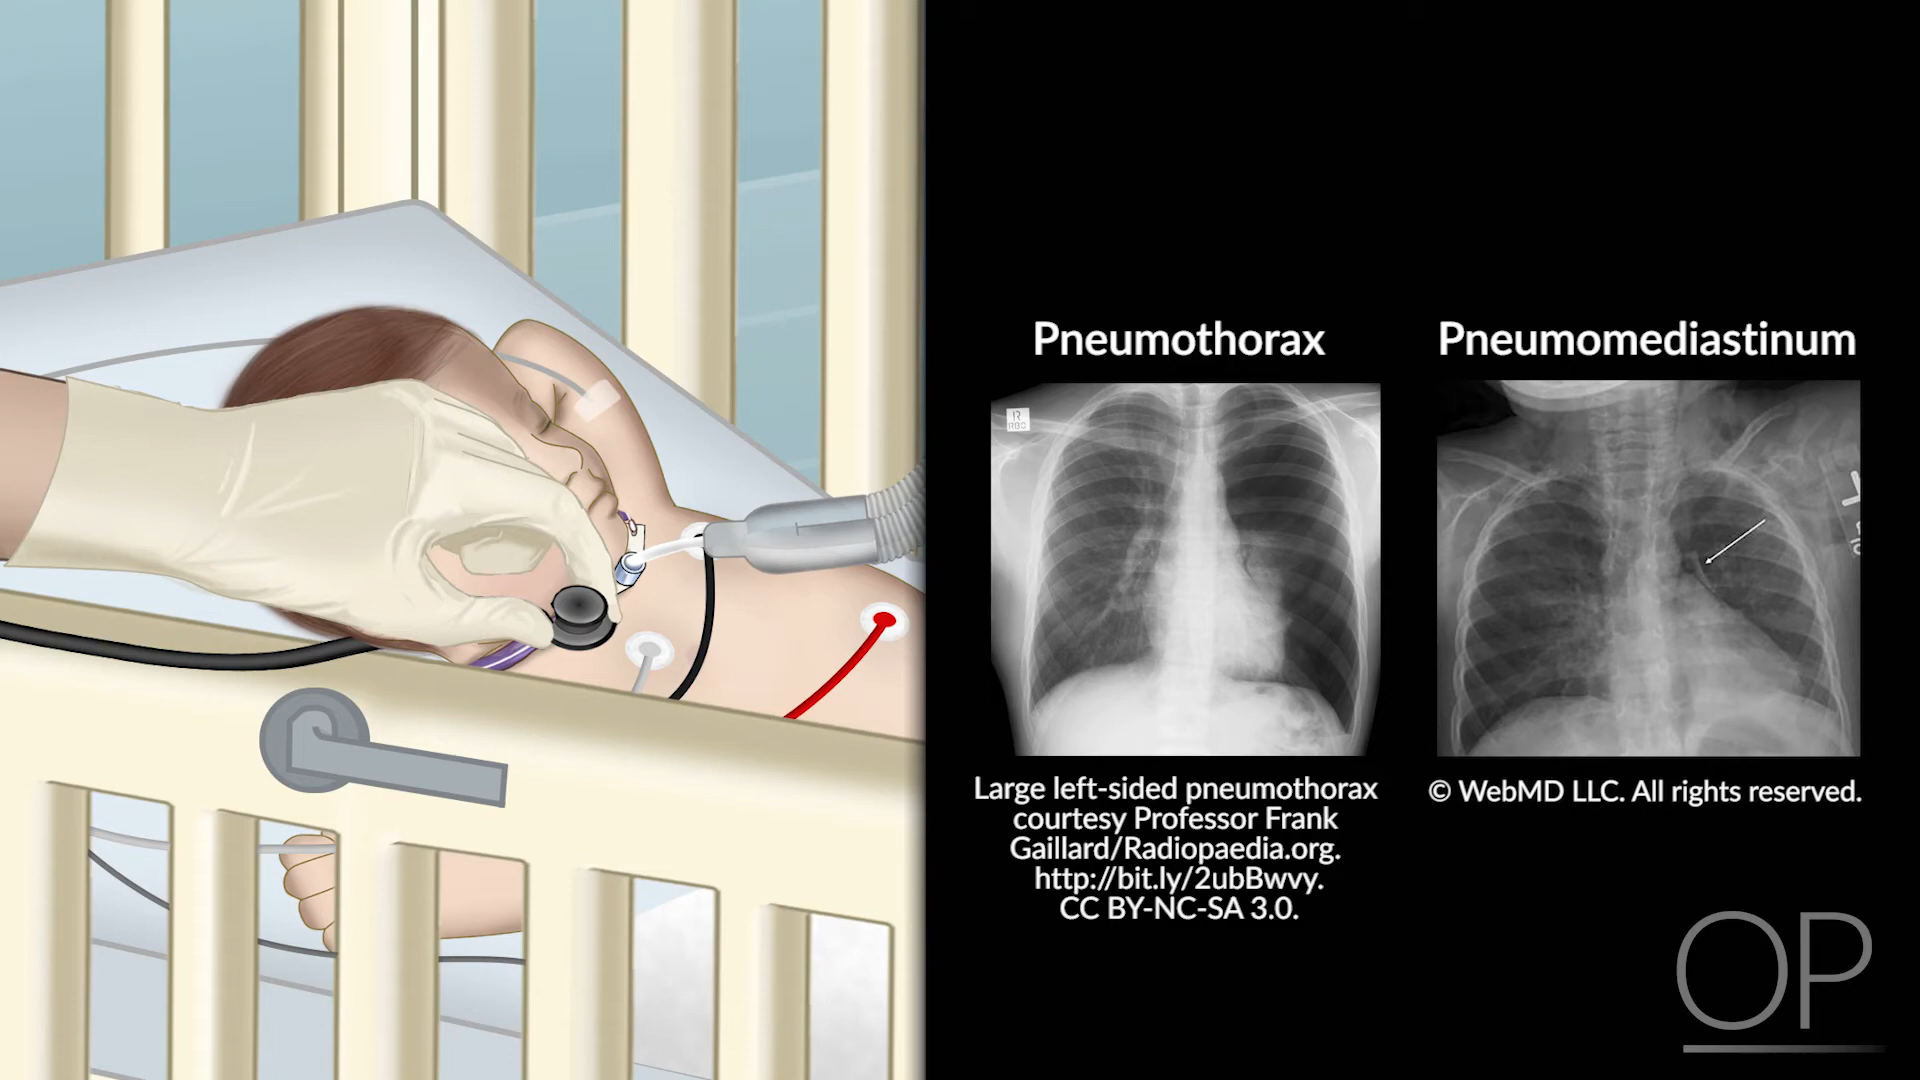 Pneumothorax
Pneumomediastinum
R
RBC
Large left-sided pneumothorax
courtesy Professor Frank
Gaillard/Radiopaedia.org.
http://bit.ly/2ubBwvy.
CC BY-NC-SA 3.0.
© WebMD LLC. All rights reserved.
OP